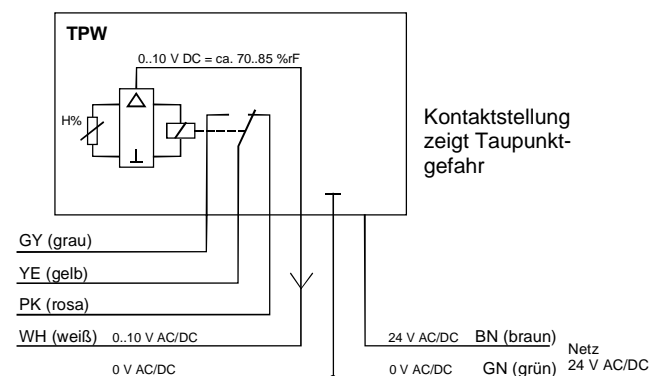 TPW
0..10 V DC = ca. 70..85 %rF
H%
Kontaktstellung
zeigt Taupunkt-
gefahr
GY (grau)
YE (gelb)
PK (rosa)
WH (weiß) 0..10 V AC/DC
24 V AC/DC BN (braun)
Netz
24 V AC/DC
0 V AC/DC
0 V AC/DC GN (grün)